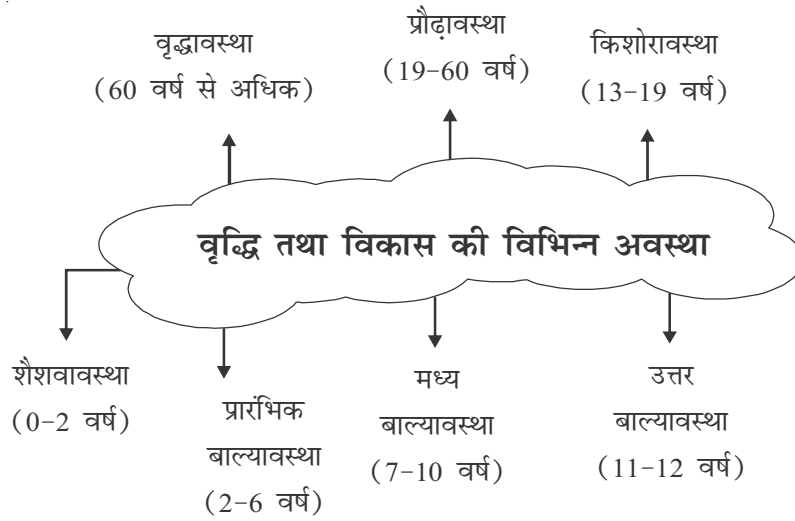 वृद्धावस्था
(60 वर्ष से अधिक)
प्रौढ़ावस्था
(19-60 वर्ष)
किशोरावस्था
(13-19 वर्ष)
वृद्धि तथा विकास की विभिन्न अवस्था
शैशवावस्था
(0-2 वर्ष)
प्रारंभिक
बाल्यावस्था
(2-6 वर्ष)
मध्य
बाल्यावस्था
(7-10 वर्ष)
उत्तर
बाल्यावस्था
(11-12 वर्ष)